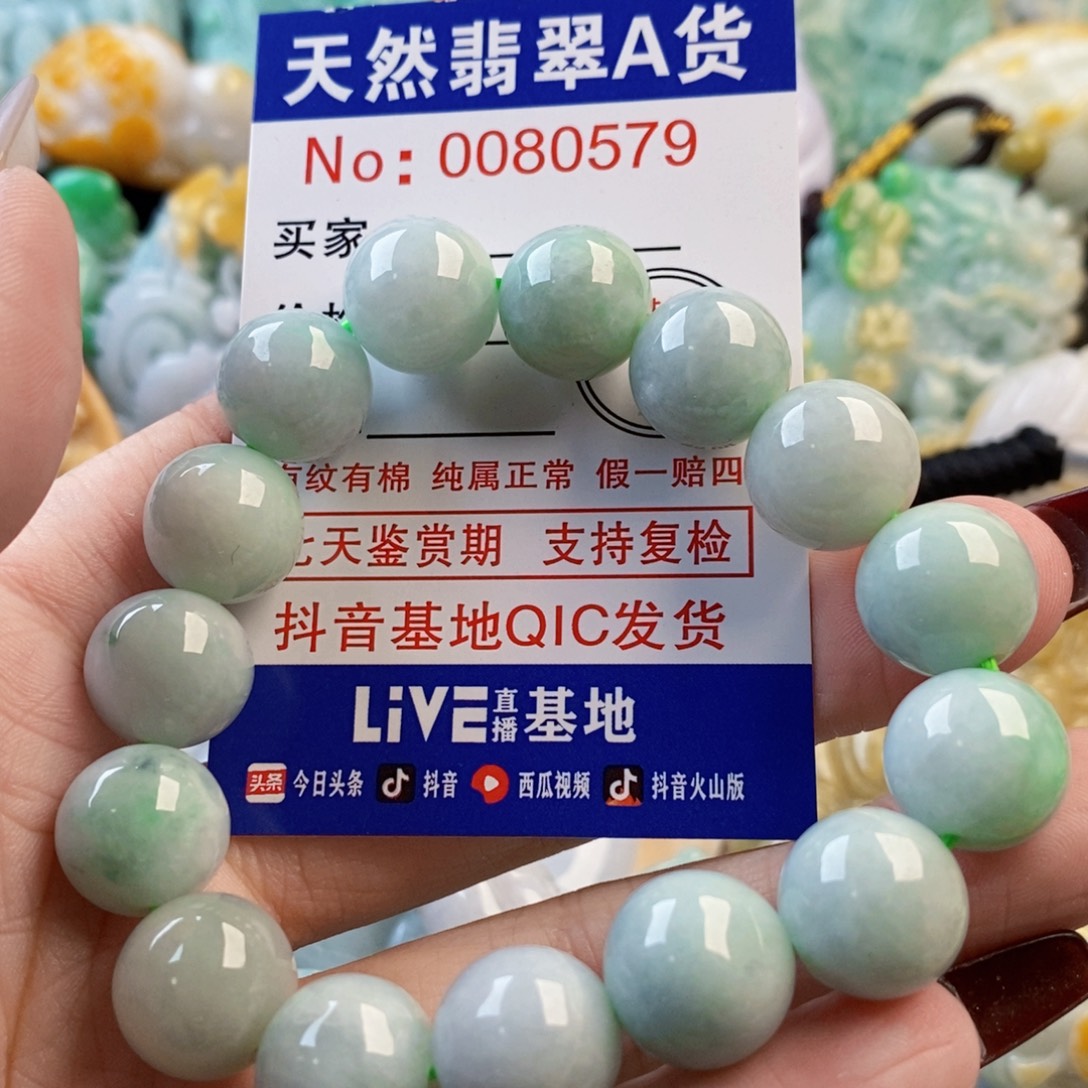 天然翡翠A货
No: 0080579
买家
纹有棉 纯属正常 假一赔四
天鉴赏期 支持复检
抖音基地QIC发货
LiVE直播基地
头条 今日头条 抖音 西瓜视频 抖音火山版